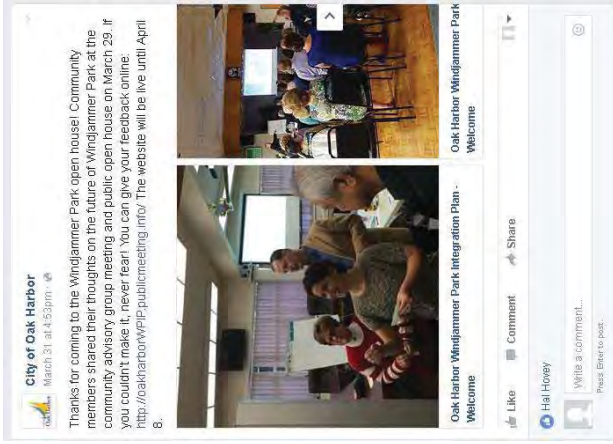 City of Oak Harbor
March 31 at 4:53pm ·
Thanks for coming to the Windjammer Park open house! Community
members shared their thoughts on the future of Windjammer Park at the
community advisory group meeting and public open house on March 29. If
you couldn't make it, never fear! You can give your feedback online:
http://oakharborWPIP.publicmeeting.info/ The website will be live until April
8.
Oak Harbor Windjammer Park Integration Plan -
Welcome
Oak Harbor Windjammer Park
Welcome
Like Comment Share
Hal Hovey
Write a comment...
Press Enter to post.